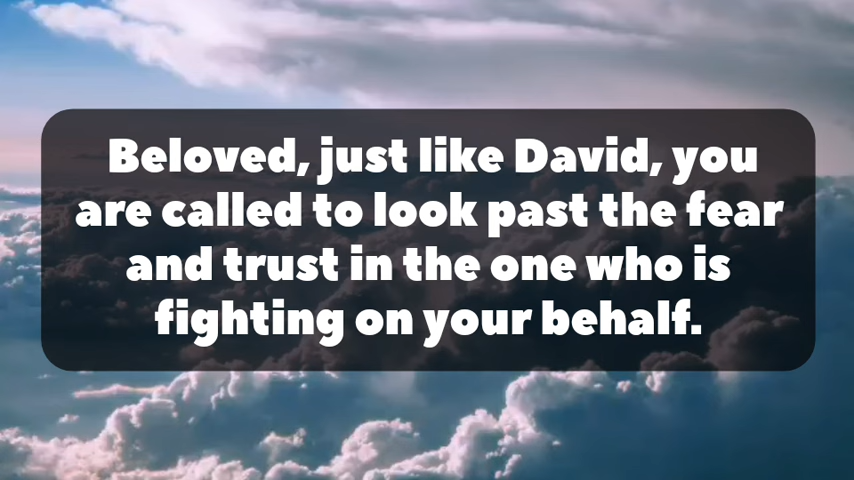 Beloved, just like David, you
are called to look past the fear
and trust in the one who is
fighting on your behalf.